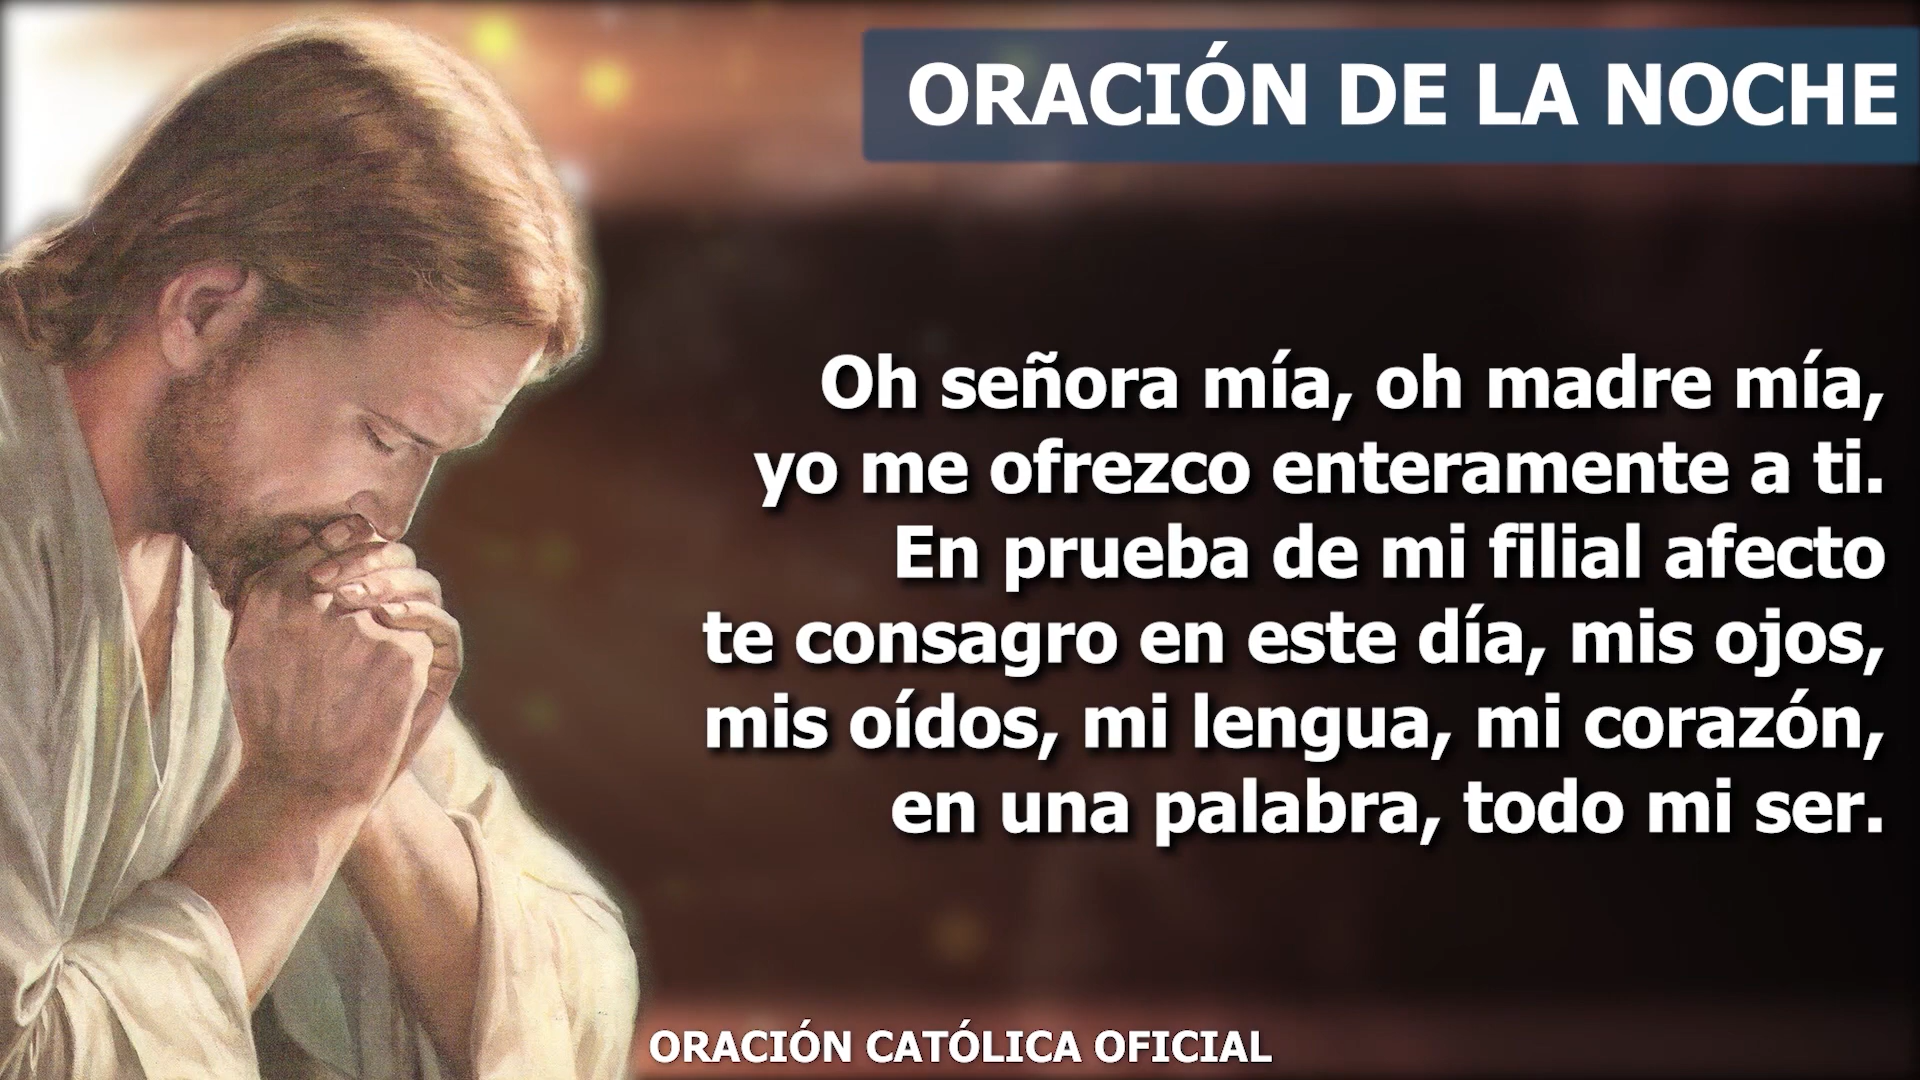 ORACIÓN DE LA NOCHE
Oh señora mía, oh madre mía,
yo me ofrezco enteramente a ti.
En prueba de mi filial afecto
te consagro en este día, mis ojos,
mis oídos, mi lengua, mi corazón,
en una palabra, todo mi ser.
ORACIÓN CATÓLICA OFICIAL